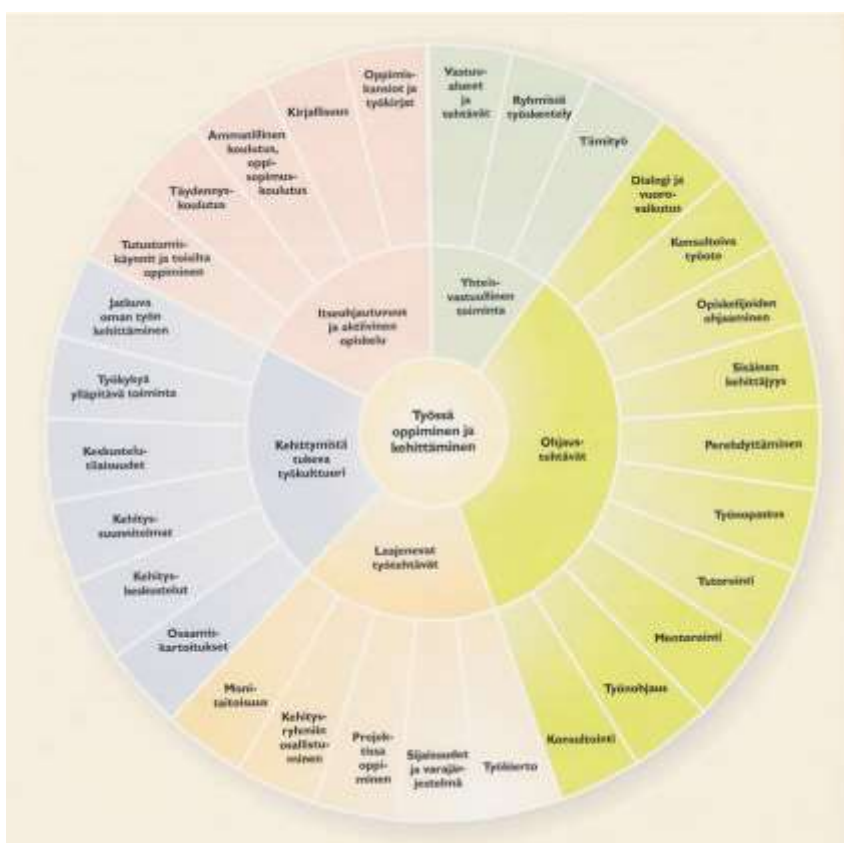 Työssä
oppiminen ja
kehittäminen
Yhteis-
vastuullinen
toiminta
Vastuu-
alueet
ja
tehtävät
Ryhmissä
työskentely
Tiimityö
Ohjaus-
tehtävät
Dialogi ja
vuoro-
vaikutus
Konsultoiva
työote
Opiskelijoiden
ohjaaminen
Sisäinen
kehittäjyys
Perehdyttäminen
Työnopastus
Tutorointi
Mentorointi
Työnohjaus
Konsultointi
Laajenevat
työtehtävät
Työkierto
Sijaisuudet
ja varajär-
jestelmä
Projek-
tissa
oppi-
minen
Kehitys-
ryhmiin
osallistu-
minen
Moni-
taitoisuus
Kehittymistä
tukeva
työkulttuuri
Osaamis-
kartoitukset
Kehitys-
keskustelut
Kehitys-
suunnitelmat
Keskustelu-
tilaisuudet
Työkykyä
ylläpitävä toiminta
Jatkuva
oman työn
kehittäminen
Itseohjautuvuus
ja aktiivinen
opiskelu
Tutustumis-
käynnit ja toisilta
oppiminen
Täydennys-
koulutus
Ammatillinen
koulutus,
oppi-
sopimus-
koulutus
Kirjallisuus
Oppimis-
kansiot ja
työkirjat